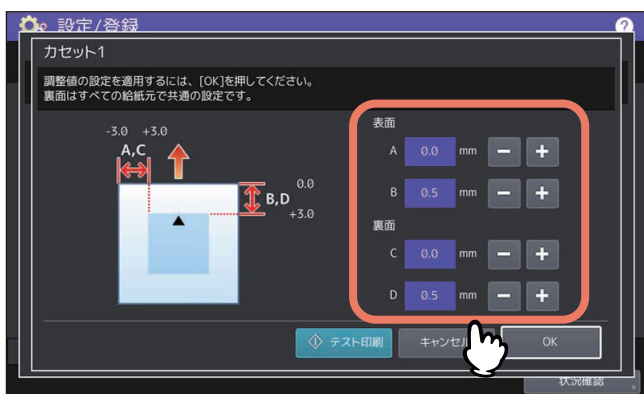 設定/登録
?
カセット1
調整値の設定を適用するには、[OK]を押してください。
裏面はすべての給紙元で共通の設定です。
-3.0 +3.0
A,C
0.0
B,D
+3.0
表面
A 0.0 mm − +
B 0.5 mm − +
裏面
C 0.0 mm − +
D 0.5 mm − +
テスト印刷 キャンセル OK
状況確認